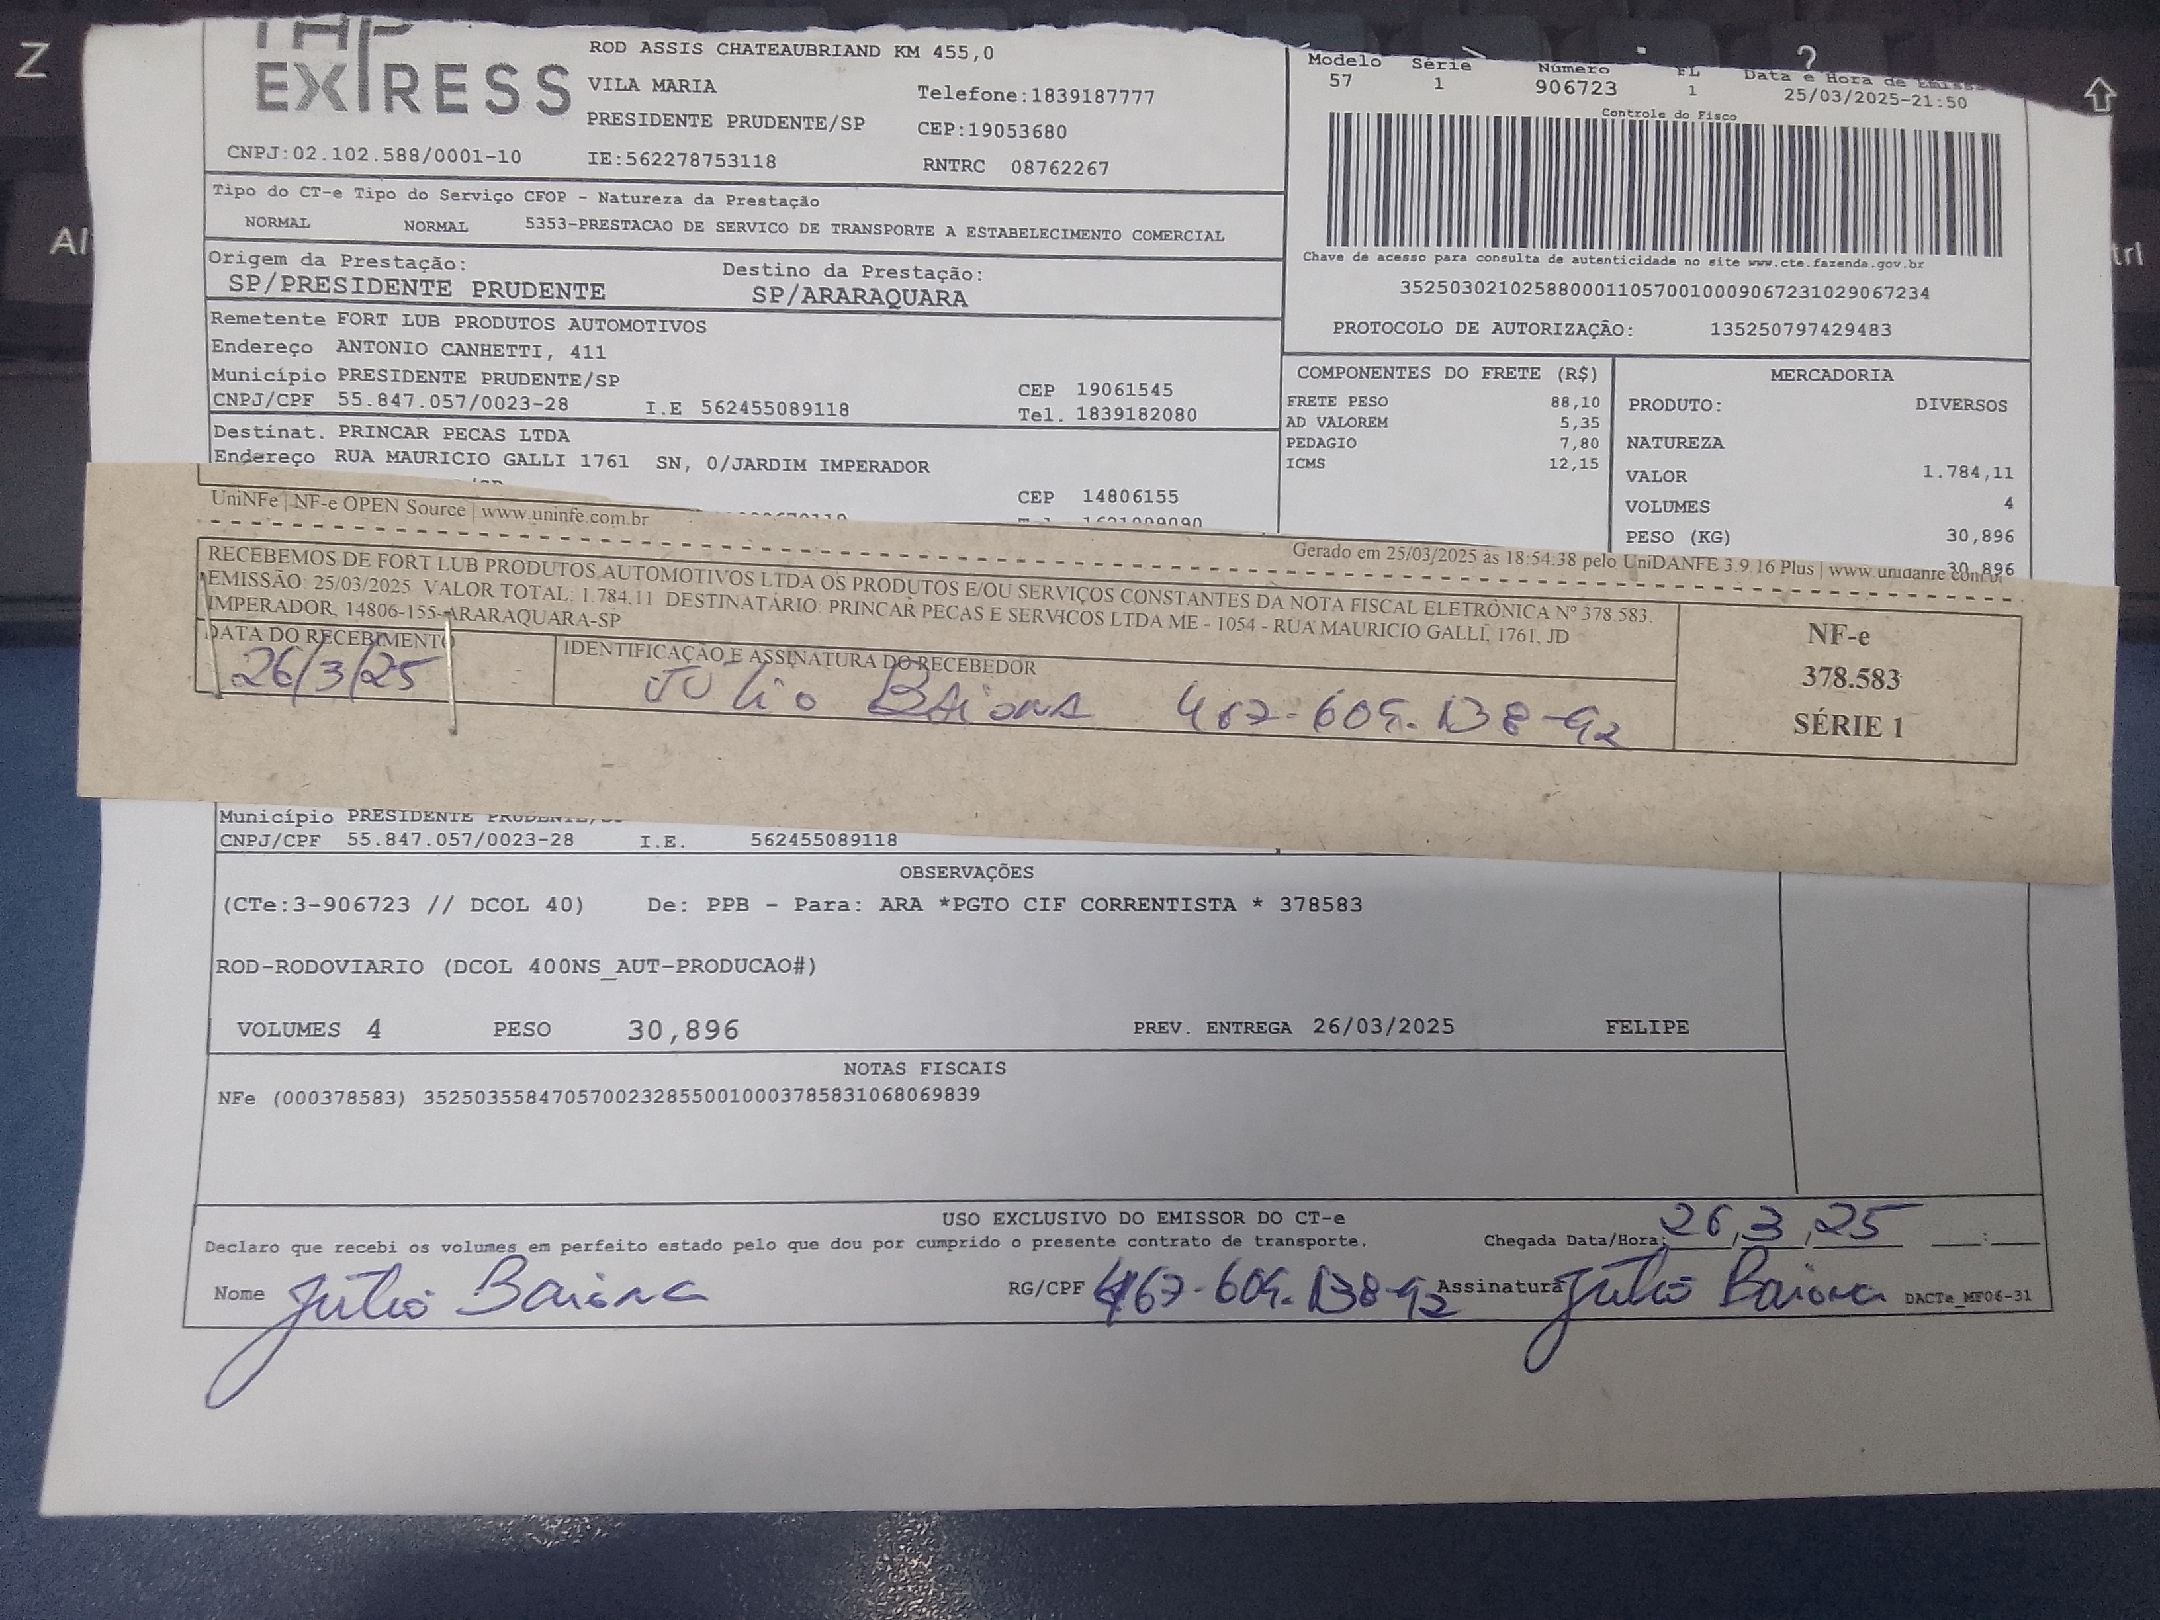 EXPRESS
ROD ASSIS CHATEAUBRIAND KM 455,0
VILA MARIA
Telefone:1839187777
PRESIDENTE PRUDENTE/SP
CEP:19053680
CNPJ:02.102.588/0001-10
IE:562278753118
RNTRC 08762267
Modelo Série Número FL Data e Hora de
57 1 906723 1 25/03/2025-21:50
Controle do Fisco
Chave de acesso para consulta de autenticidade no site www.cte.fazenda.gov.br
35250302102588000110570010009067231029067234
PROTOCOLO DE AUTORIZAÇÃO: 135250797429483
Tipo do CT-e Tipo do Serviço CFOP - Natureza da Prestação
NORMAL NORMAL 5353-PRESTACAO DE SERVICO DE TRANSPORTE A ESTABELECIMENTO COMERCIAL
Origem da Prestação: Destino da Prestação:
SP/PRESIDENTE PRUDENTE SP/ARARAQUARA
Remetente FORT LUB PRODUTOS AUTOMOTIVOS
Endereço ANTONIO CANHETTI, 411
Município PRESIDENTE PRUDENTE/SP CEP 19061545
CNPJ/CPF 55.847.057/0023-28 I.E 562455089118 Tel. 1839182080
Destinat. PRINCAR PECAS LTDA
Endereço RUA MAURICIO GALLI 1761 SN, 0/JARDIM IMPERADOR
CEP 14806155
COMPONENTES DO FRETE (R$)
FRETE PESO 88,10
AD VALOREM 5,35
PEDAGIO 7,80
ICMS 12,15
MERCADORIA
PRODUTO: DIVERSOS
NATUREZA
VALOR 1.784,11
VOLUMES 4
PESO (KG) 30,896
30,896
UniNFe | NF-e OPEN Source | www.uninfe.com.br
Gerado em 25/03/2025 às 18:54:38 pelo UniDANFE 3.9.16 Plus | www.unidanfe.com.br
RECEBEMOS DE FORT LUB PRODUTOS AUTOMOTIVOS LTDA OS PRODUTOS E/OU SERVIÇOS CONSTANTES DA NOTA FISCAL ELETRÔNICA Nº 378.583.
EMISSÃO: 25/03/2025 VALOR TOTAL: 1.784,11 DESTINATÁRIO: PRINCAR PECAS E SERVICOS LTDA ME - 1054 - RUA MAURICIO GALLI, 1761, JD
IMPERADOR, 14806-155-ARARAQUARA-SP
DATA DO RECEBIMENTO
26/3/25
IDENTIFICAÇÃO E ASSINATURA DO RECEBEDOR
Júlio Baiona 467-609.138-92
NF-e
378.583
SÉRIE 1
Município PRESIDENTE PRUDENTE/
CNPJ/CPF 55.847.057/0023-28 I.E. 562455089118
OBSERVAÇÕES
(CTe:3-906723 // DCOL 40) De: PPB - Para: ARA *PGTO CIF CORRENTISTA * 378583
ROD-RODOVIARIO (DCOL 400NS_AUT-PRODUCAO#)
VOLUMES 4 PESO 30,896 PREV. ENTREGA 26/03/2025 FELIPE
NOTAS FISCAIS
NFe (000378583) 35250355847057002328550010003785831068069839
USO EXCLUSIVO DO EMISSOR DO CT-e
Declaro que recebi os volumes em perfeito estado pelo que dou por cumprido o presente contrato de transporte.
Chegada Data/Hora: 26,3,25 :
Nome Júlio Baiona RG/CPF 467-609.138-92 Assinatura Júlio Baiona DACTe_MF06-31